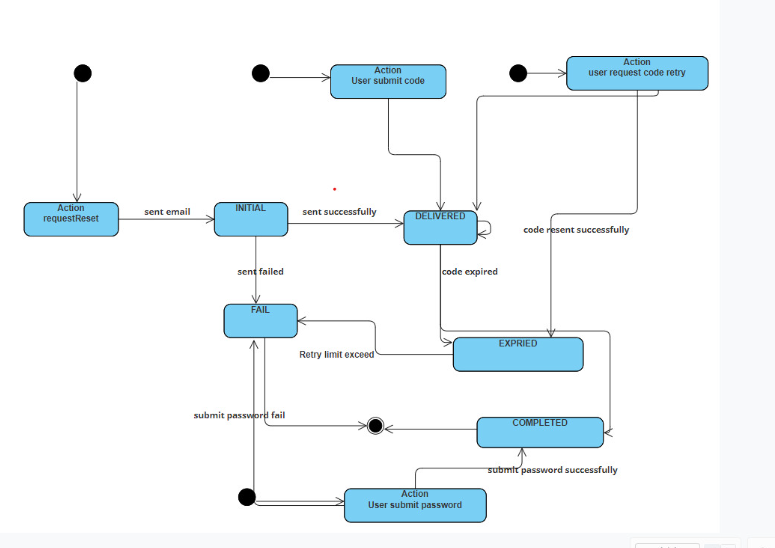 Action
User submit code
Action
user request code retry
Action
requestReset
sent email
INITIAL
sent successfully
DELIVERED
code resent successfully
sent failed
code expired
FAIL
EXPRIED
Retry limit exceed
submit password fail
COMPLETED
submit password successfully
Action
User submit password